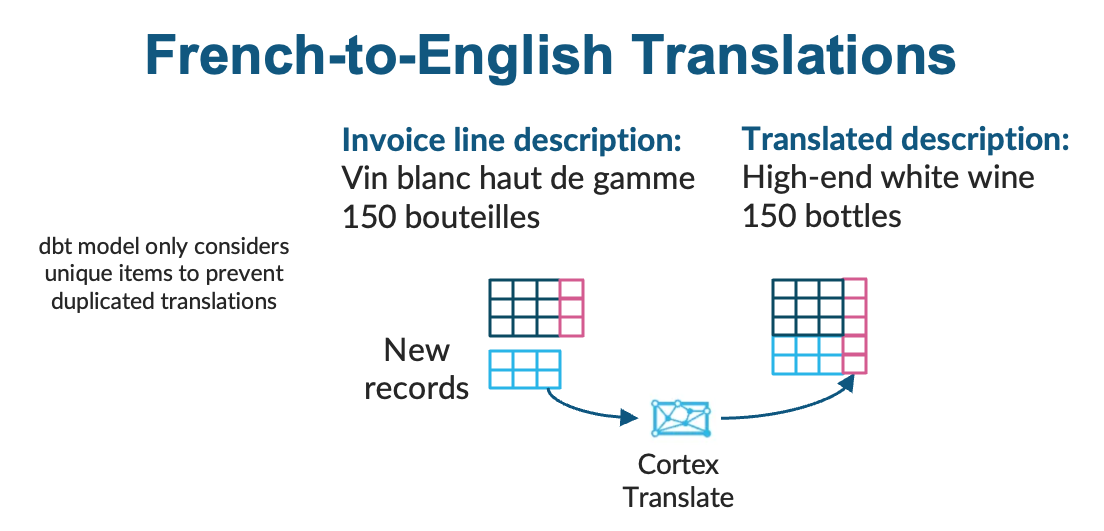 French-to-English Translations
Invoice line description:
Vin blanc haut de gamme
150 bouteilles
Translated description:
High-end white wine
150 bottles
dbt model only considers
unique items to prevent
duplicated translations
New
records
Cortex
Translate